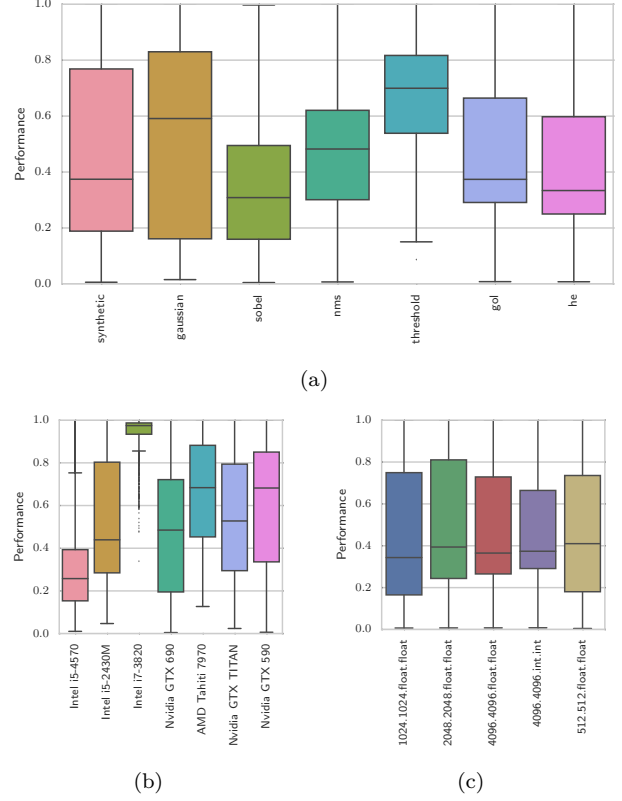 1.0
0.8
0.6
0.4
0.2
0.0
Performance
synthetic
gaussian
sobel
nms
threshold
gol
he
(a)
1.0
0.8
0.6
0.4
0.2
0.0
Performance
Intel i5-4570
Intel i5-2430M
Intel i7-3820
Nvidia GTX 690
AMD Tahiti 7970
Nvidia GTX TITAN
Nvidia GTX 590
(b)
1.0
0.8
0.6
0.4
0.2
0.0
Performance
1024.1024.float.float
2048.2048.float.float
4096.4096.float.float
4096.4096.int.int
512.512.float.float
(c)